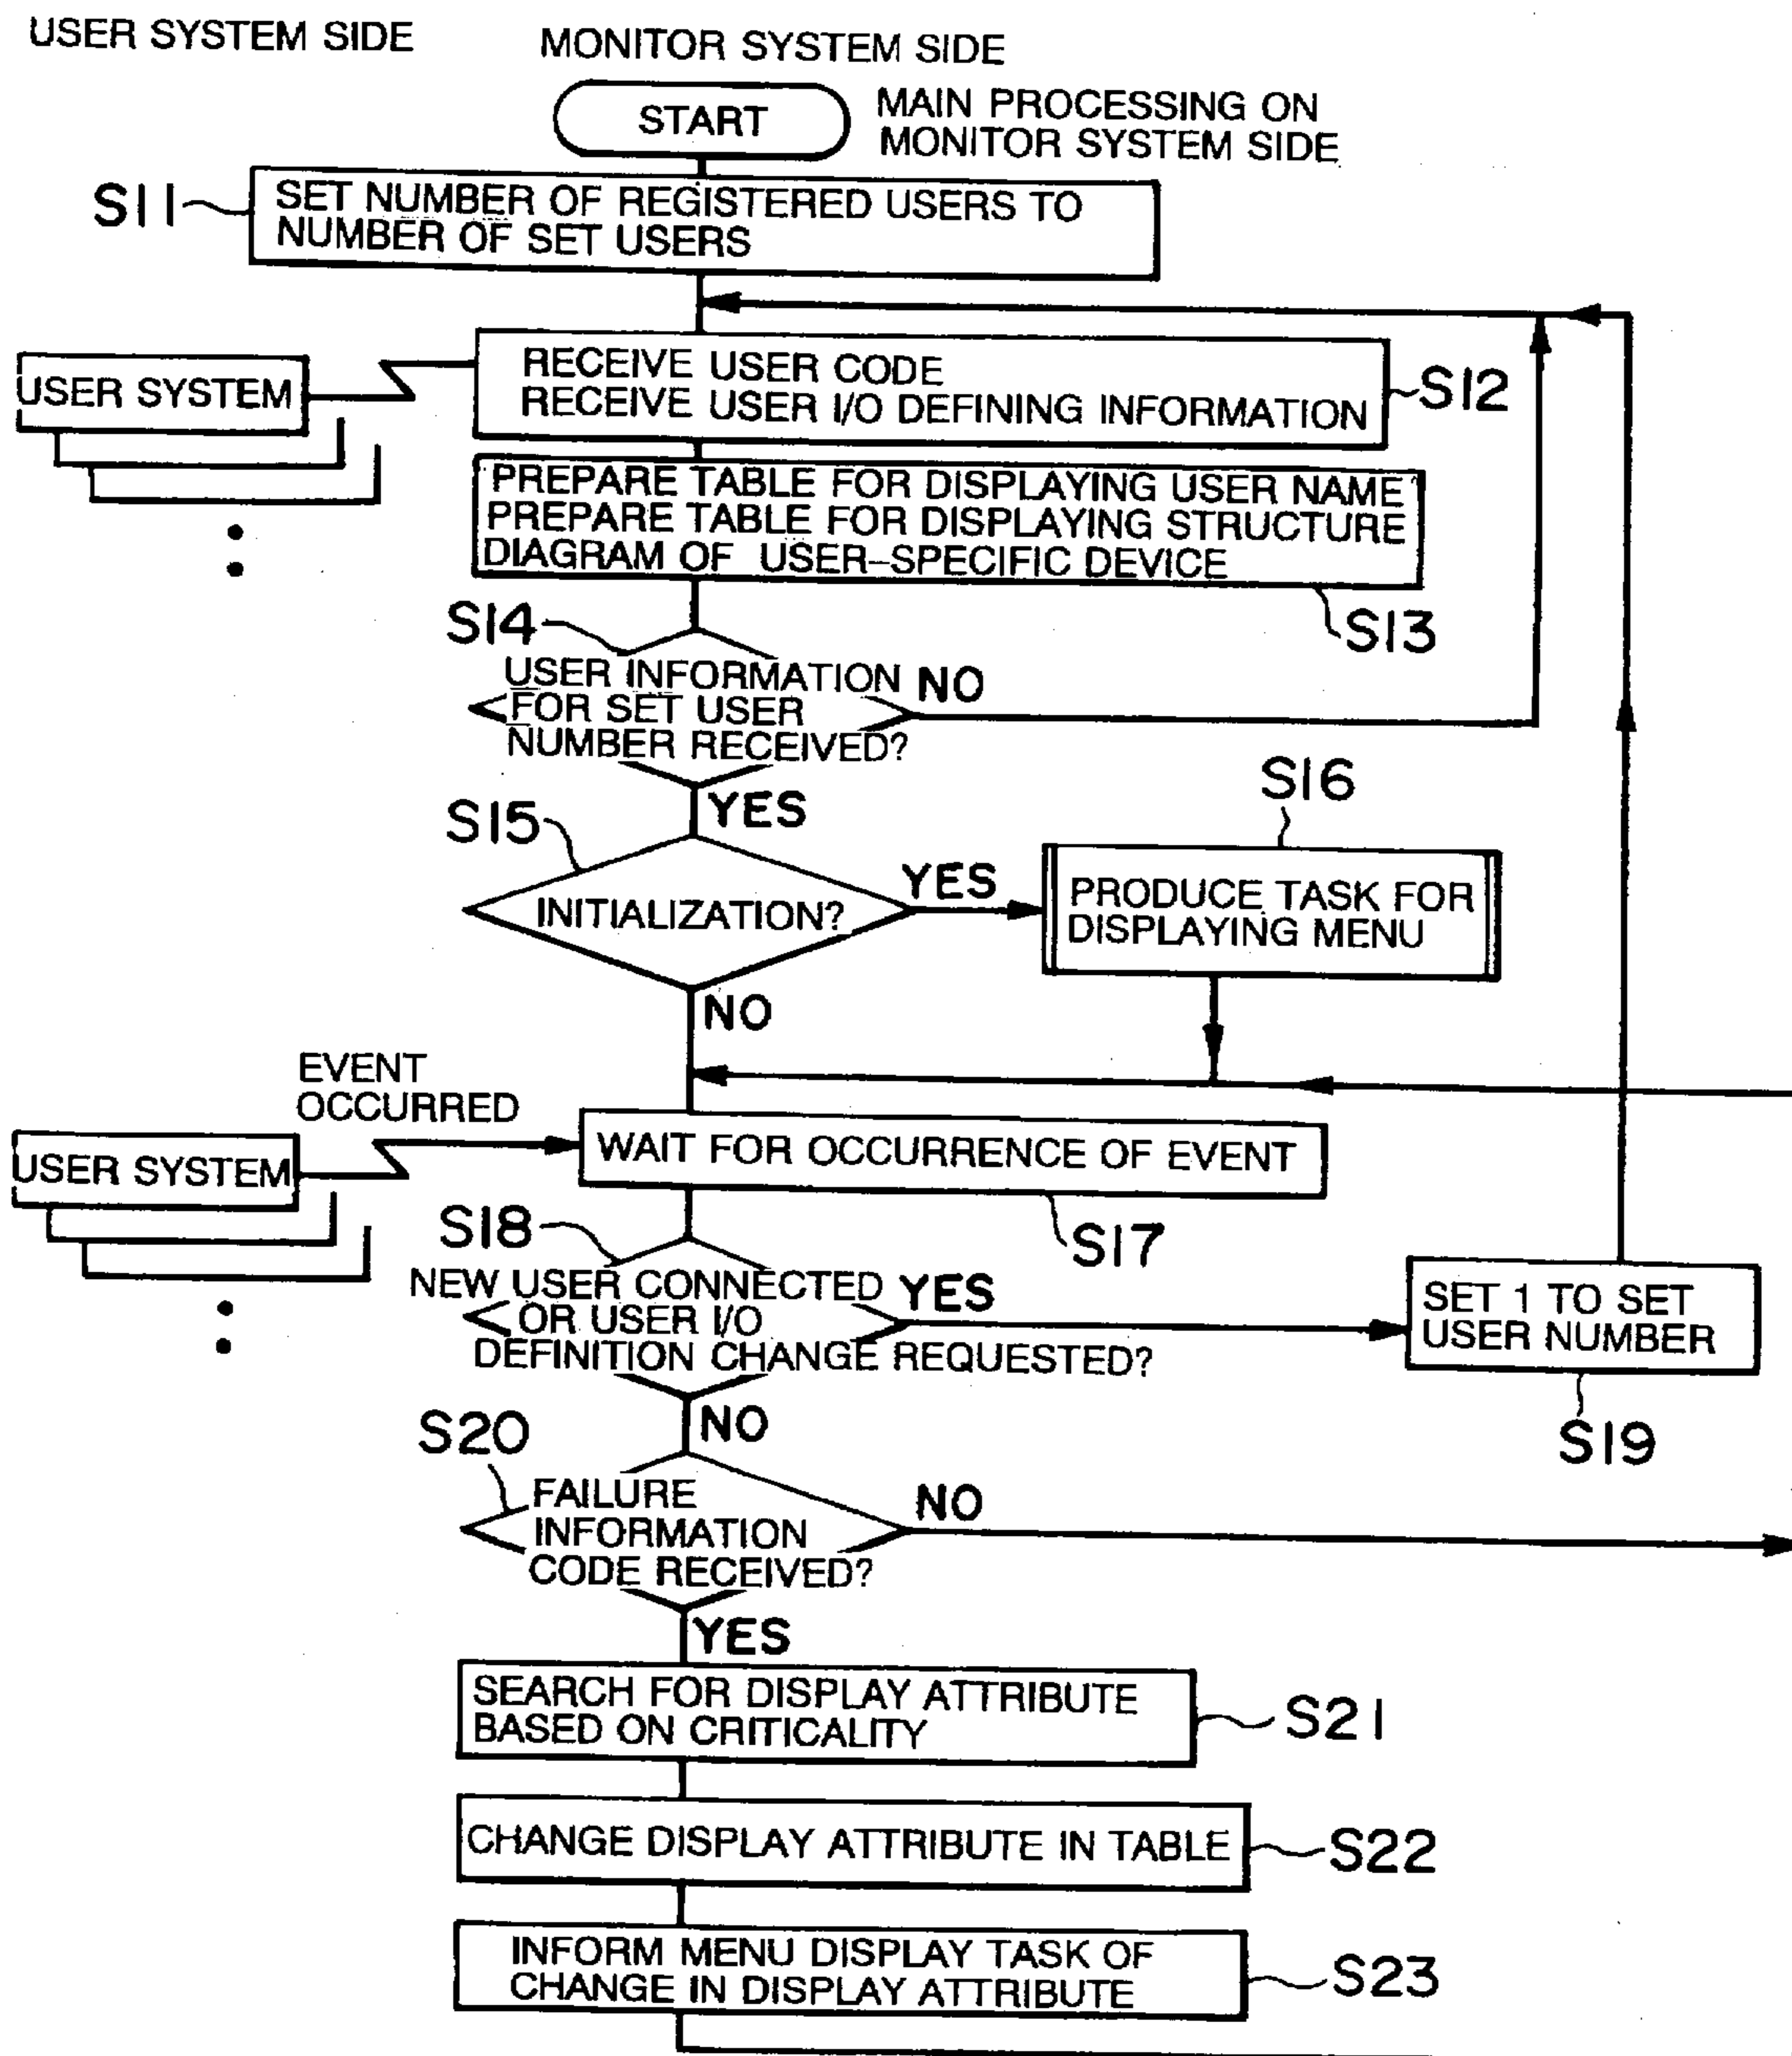 USER SYSTEM SIDE
MONITOR SYSTEM SIDE
START
MAIN PROCESSING ON
MONITOR SYSTEM SIDE
S11
SET NUMBER OF REGISTERED USERS TO
NUMBER OF SET USERS
USER SYSTEM
RECEIVE USER CODE
RECEIVE USER I/O DEFINING INFORMATION
S12
PREPARE TABLE FOR DISPLAYING USER NAME
PREPARE TABLE FOR DISPLAYING STRUCTURE
DIAGRAM OF USER-SPECIFIC DEVICE
S13
S14
USER INFORMATION
FOR SET USER
NUMBER RECEIVED?
NO
YES
S15
INITIALIZATION?
YES
S16
PRODUCE TASK FOR
DISPLAYING MENU
NO
EVENT
OCCURRED
USER SYSTEM
WAIT FOR OCCURRENCE OF EVENT
S17
S18
NEW USER CONNECTED
OR USER I/O
DEFINITION CHANGE REQUESTED?
YES
SET 1 TO SET
USER NUMBER
S19
NO
S20
FAILURE
INFORMATION
CODE RECEIVED?
NO
YES
SEARCH FOR DISPLAY ATTRIBUTE
BASED ON CRITICALITY
S21
CHANGE DISPLAY ATTRIBUTE IN TABLE
S22
INFORM MENU DISPLAY TASK OF
CHANGE IN DISPLAY ATTRIBUTE
S23